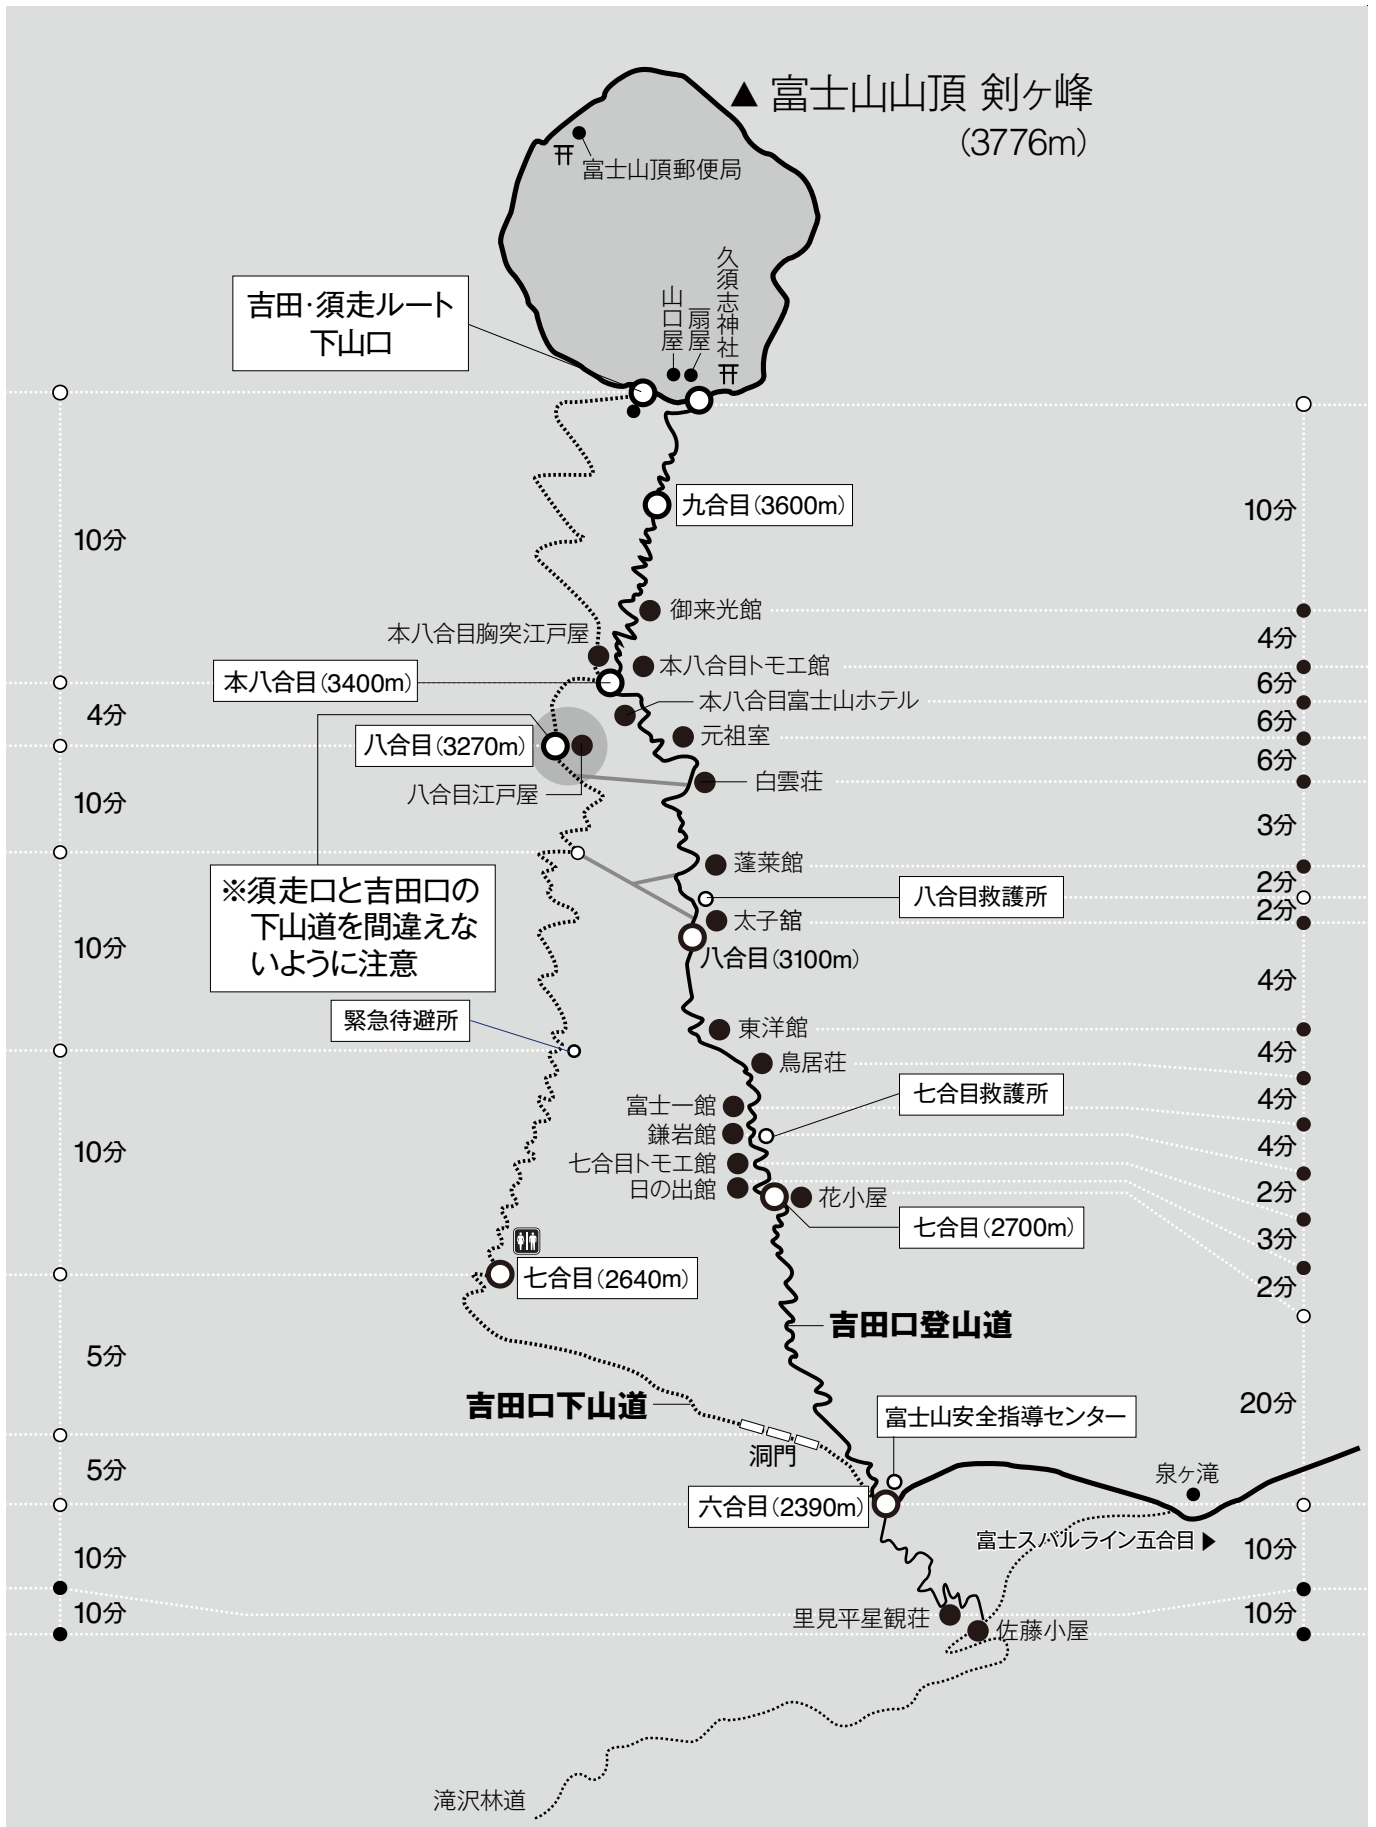 富士山山頂 剣ヶ峰
(3776m)
富士山頂郵便局
久須志神社
山口屋
扇屋
吉田・須走ルート
下山口
九合目(3600m)
10分
10分
御来光館
本八合目胸突江戸屋
4分
本八合目トモエ館
本八合目(3400m)
6分
本八合目富士山ホテル
4分
6分
元祖室
八合目(3270m)
6分
白雲荘
八合目江戸屋
10分
3分
蓬莱館
※須走口と吉田口の
下山道を間違えな
いように注意
2分
八合目救護所
2分
太子舘
10分
八合目(3100m)
4分
緊急待避所
東洋館
4分
鳥居荘
七合目救護所
4分
富士一館
鎌岩館
4分
10分
七合目トモエ館
日の出館
2分
花小屋
七合目(2700m)
3分
七合目(2640m)
2分
吉田口登山道
5分
吉田口下山道
20分
富士山安全指導センター
洞門
5分
泉ヶ滝
六合目(2390m)
富士スバルライン五合目
10分
10分
10分
10分
里見平星観荘
佐藤小屋
滝沢林道